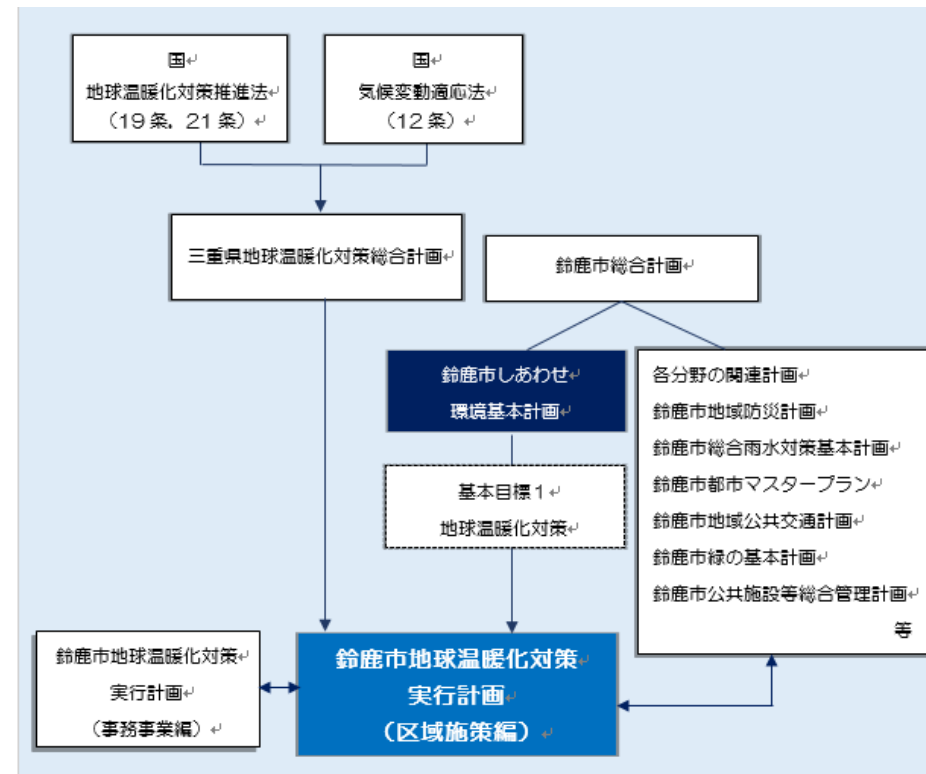 国
地球温暖化対策推進法
（19条，21条）
国
気候変動適応法
（12条）
三重県地球温暖化対策総合計画
鈴鹿市総合計画
鈴鹿市しあわせ
環境基本計画
各分野の関連計画
鈴鹿市地域防災計画
鈴鹿市総合雨水対策基本計画
鈴鹿市都市マスタープラン
鈴鹿市地域公共交通計画
鈴鹿市緑の基本計画
鈴鹿市公共施設等総合管理計画
等
基本目標１
地球温暖化対策
鈴鹿市地球温暖化対策
実行計画
（事務事業編）
鈴鹿市地球温暖化対策
実行計画
（区域施策編）